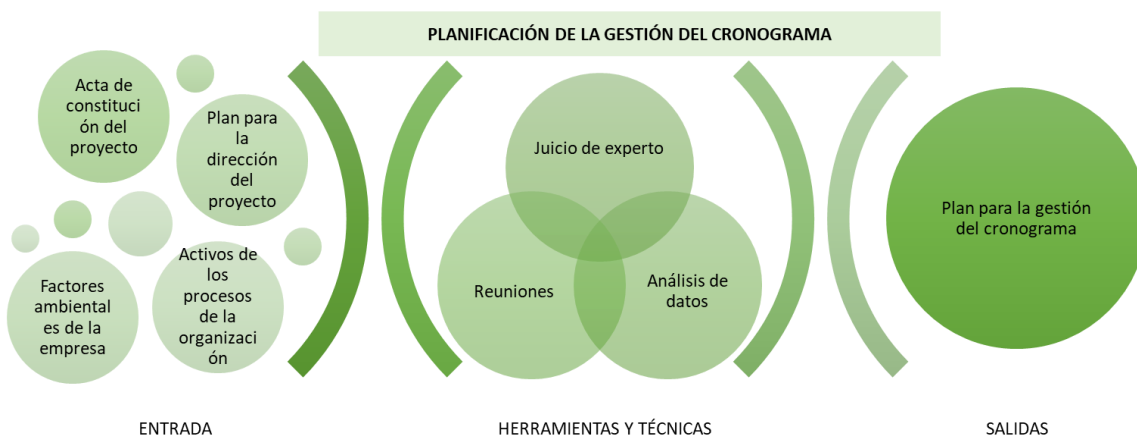 PLANIFICACIÓN DE LA GESTIÓN DEL CRONOGRAMA
Acta de
constituci
ón del
proyecto
Plan para
la
dirección
del
proyecto
Factores
ambiental
es de la
empresa
Activos de
los
procesos
de la
organizaci
ón
Juicio de experto
Reuniones
Análisis de
datos
Plan para la gestión
del cronograma
ENTRADA
HERRAMIENTAS Y TÉCNICAS
SALIDAS